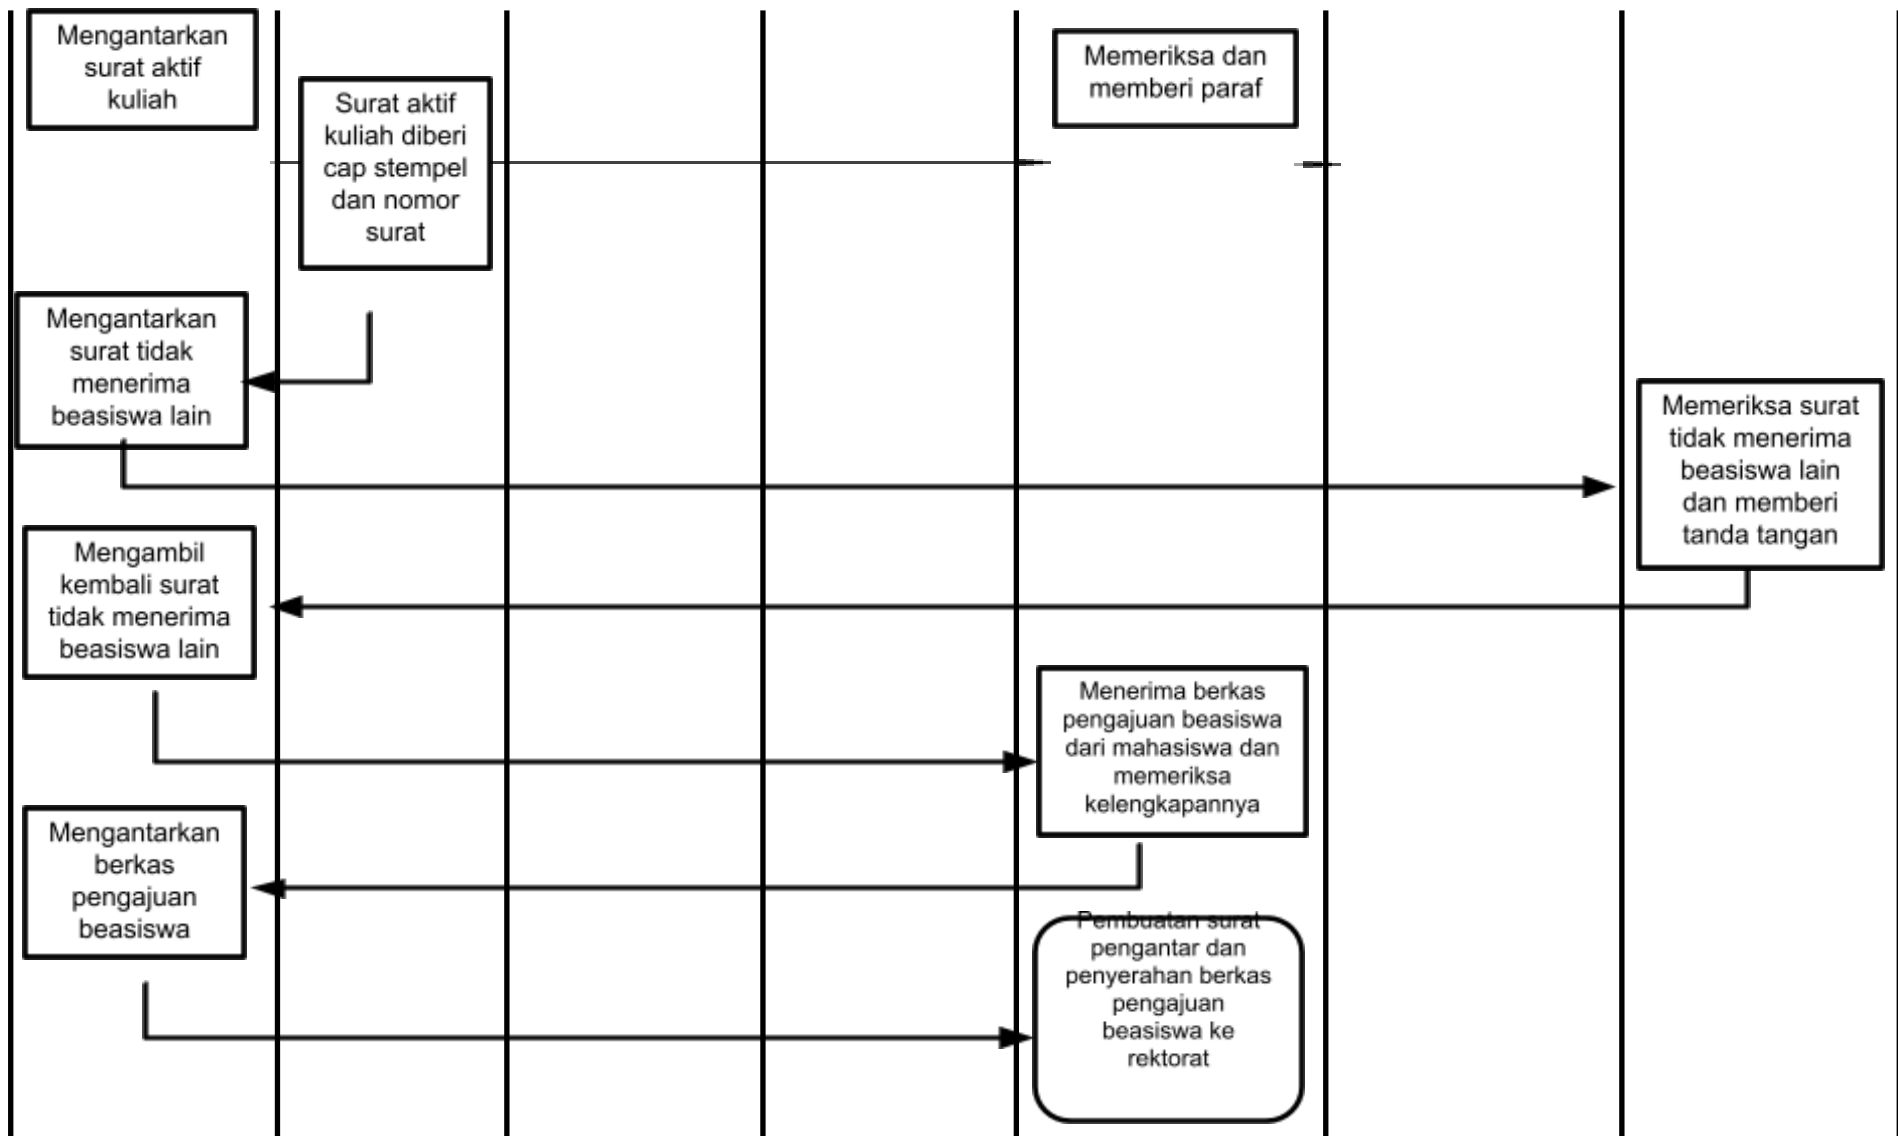 Mengantarkan
surat aktif
kuliah
Memeriksa dan
memberi paraf
Surat aktif
kuliah diberi
cap stempel
dan nomor
surat
Mengantarkan
surat tidak
menerima
beasiswa lain
Memeriksa surat
tidak menerima
beasiswa lain
dan memberi
tanda tangan
Mengambil
kembali surat
tidak menerima
beasiswa lain
Menerima berkas
pengajuan beasiswa
dari mahasiswa dan
memeriksa
kelengkapannya
Mengantarkan
berkas
pengajuan
beasiswa
Pembuatan surat
pengantar dan
penyerahan berkas
pengajuan
beasiswa ke
rektorat